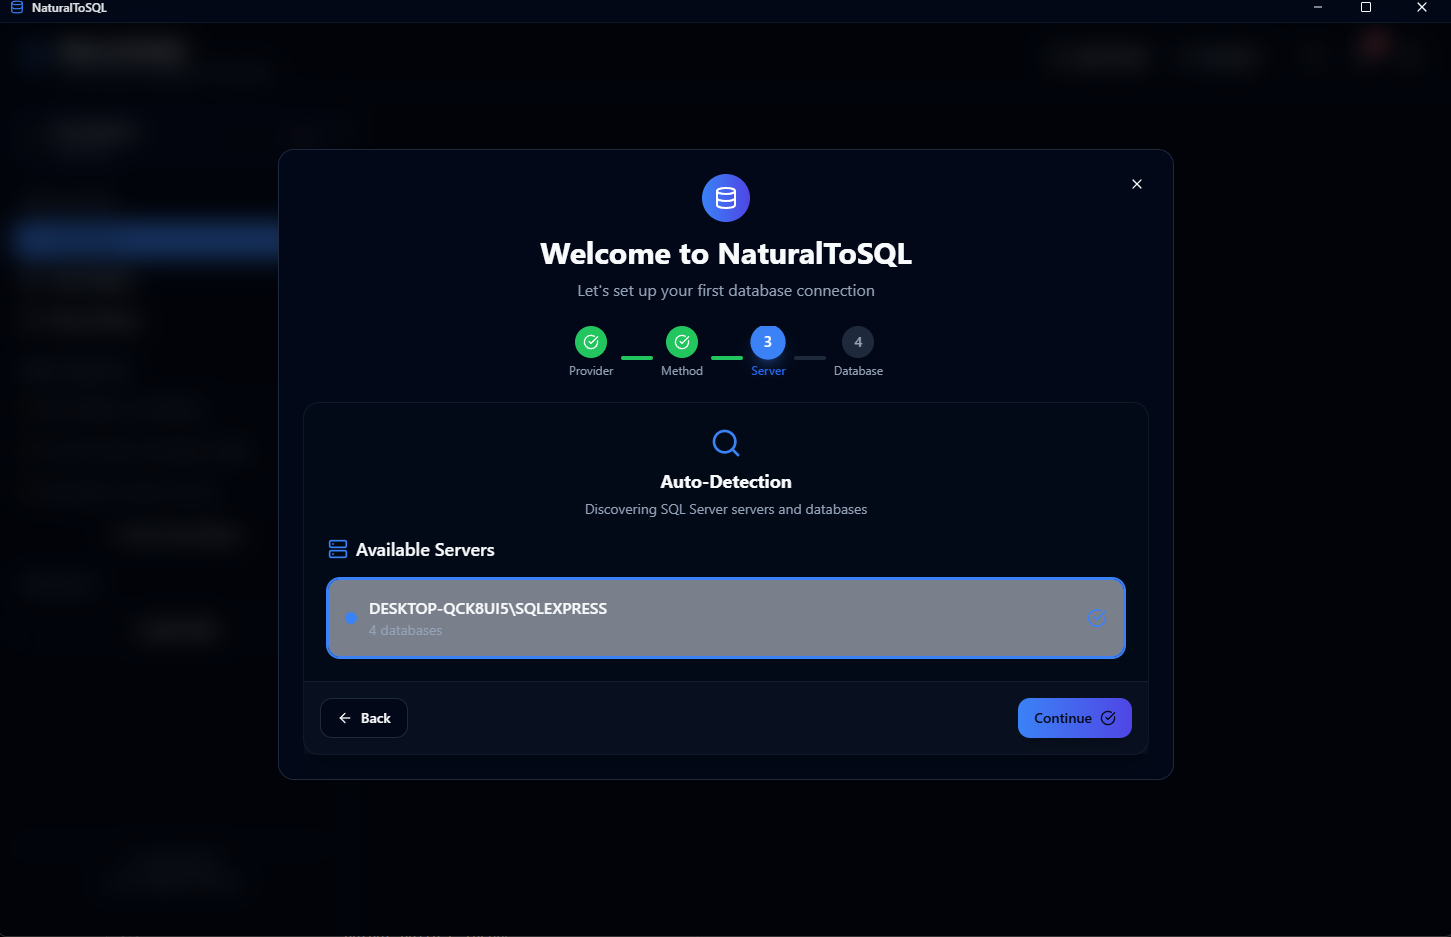 NaturalToSQL
Welcome to NaturalToSQL
Let's set up your first database connection
3
4
Provider
Method
Server
Database
Auto-Detection
Discovering SQL Server servers and databases
Available Servers
DESKTOP-QCK8UI5\SQLEXPRESS
4 databases
Back
Continue